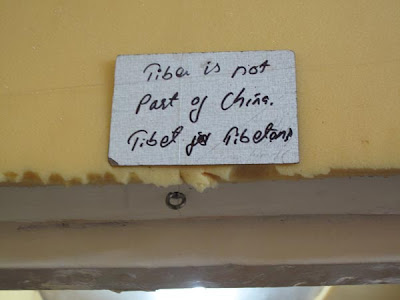 Tibet is not
Part of China.
Tibet for Tibetans